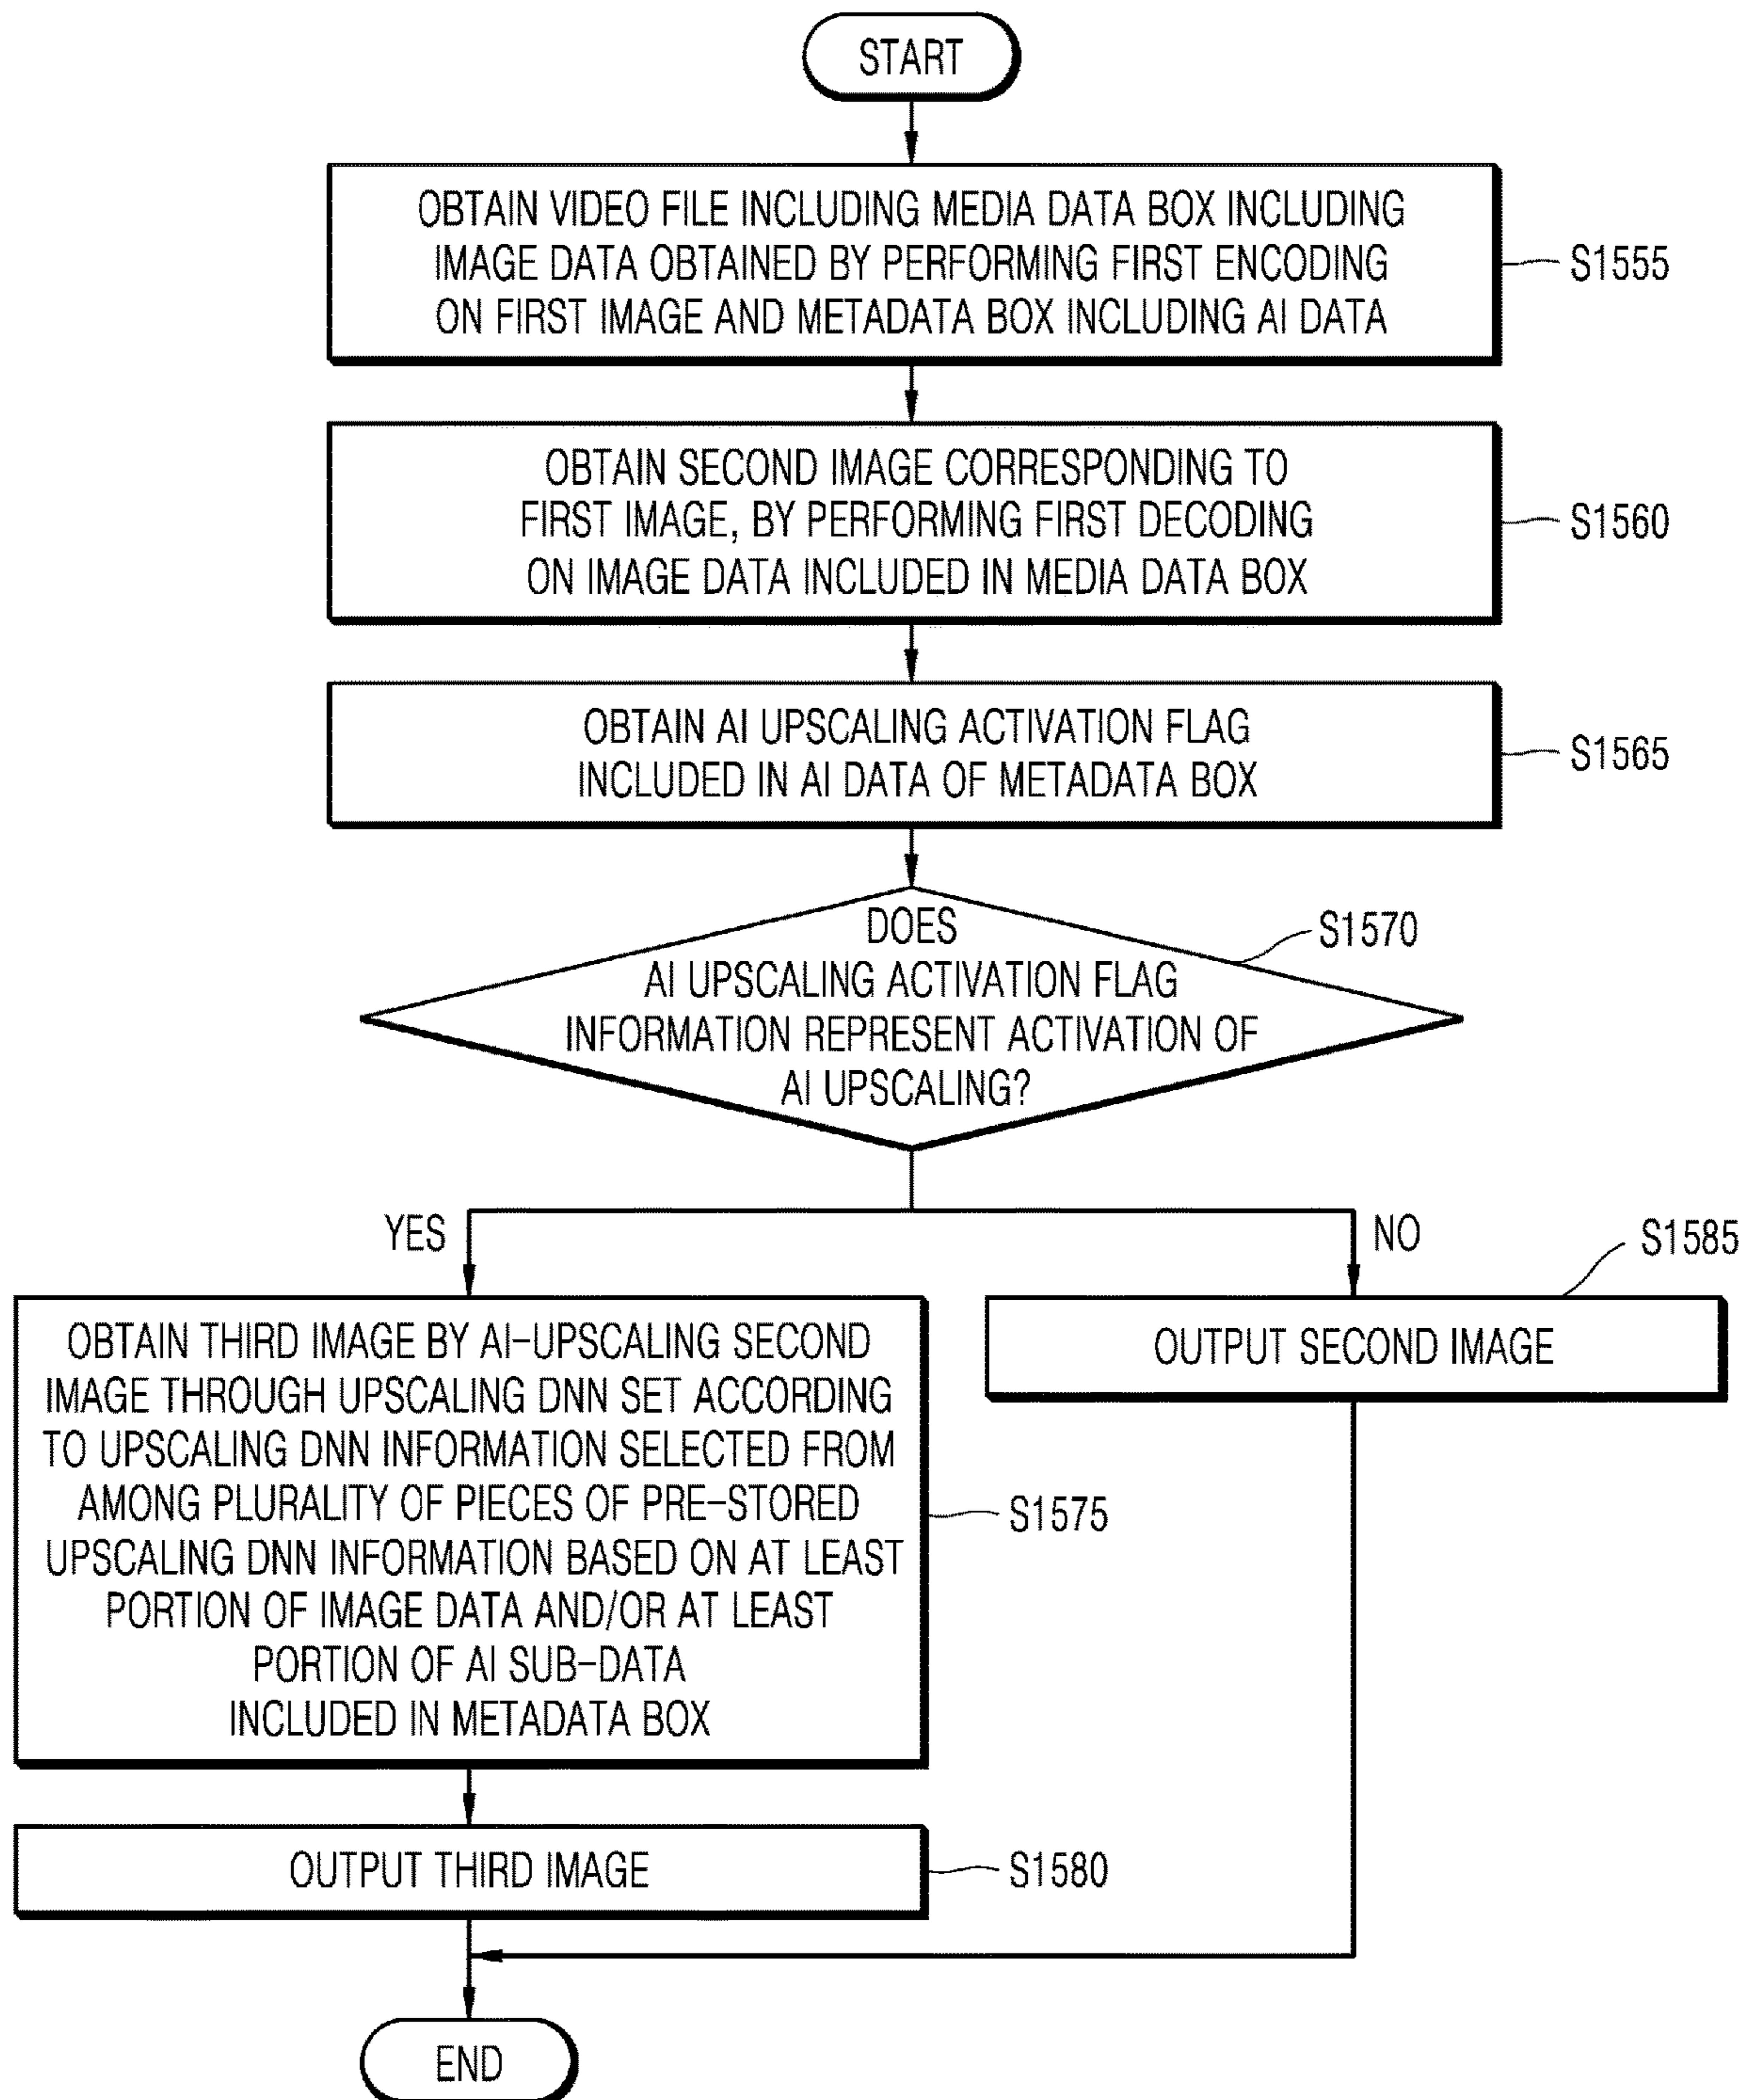 START
OBTAIN VIDEO FILE INCLUDING MEDIA DATA BOX INCLUDING
IMAGE DATA OBTAINED BY PERFORMING FIRST ENCODING
ON FIRST IMAGE AND METADATA BOX INCLUDING AI DATA
S1555
OBTAIN SECOND IMAGE CORRESPONDING TO
FIRST IMAGE, BY PERFORMING FIRST DECODING
ON IMAGE DATA INCLUDED IN MEDIA DATA BOX
S1560
OBTAIN AI UPSCALING ACTIVATION FLAG
INCLUDED IN AI DATA OF METADATA BOX
S1565
DOES
AI UPSCALING ACTIVATION FLAG
INFORMATION REPRESENT ACTIVATION OF
AI UPSCALING?
S1570
YES
NO
S1585
OBTAIN THIRD IMAGE BY AI-UPSCALING SECOND
IMAGE THROUGH UPSCALING DNN SET ACCORDING
TO UPSCALING DNN INFORMATION SELECTED FROM
AMONG PLURALITY OF PIECES OF PRE-STORED
UPSCALING DNN INFORMATION BASED ON AT LEAST
PORTION OF IMAGE DATA AND/OR AT LEAST
PORTION OF AI SUB-DATA
INCLUDED IN METADATA BOX
S1575
OUTPUT SECOND IMAGE
OUTPUT THIRD IMAGE
S1580
END